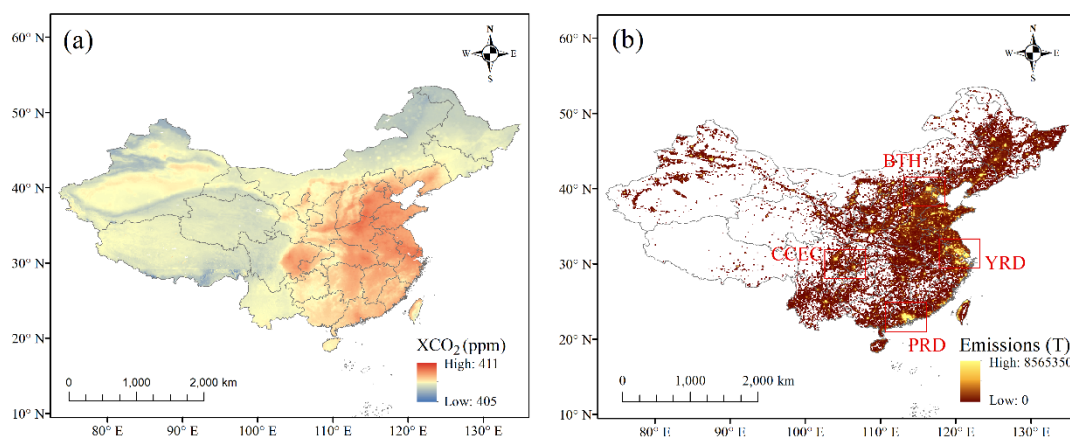 (a)
N
W E
S
60° N
50° N
40° N
30° N
20° N
10° N
XCO₂ (ppm)
High: 411
Low: 405
0 1,000 2,000 km
80° E 90° E 100° E 110° E 120° E 130° E
(b)
N
W E
S
60° N
50° N
40° N
30° N
20° N
10° N
BTH
CCEC
YRD
PRD
Emissions (T)
High: 8565350
Low: 0
0 1,000 2,000 km
80° E 90° E 100° E 110° E 120° E 130° E